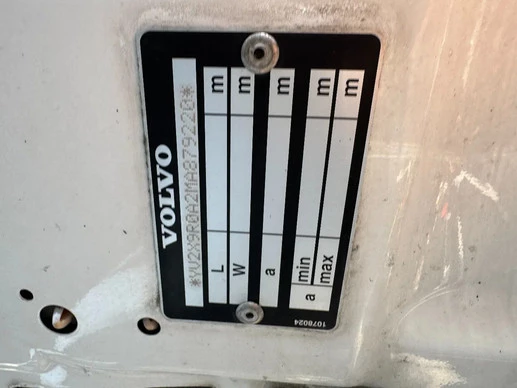 VOLVO
*YV2X9R0A2MA879220*
L m
W m
a m
a min m
max m
1078024